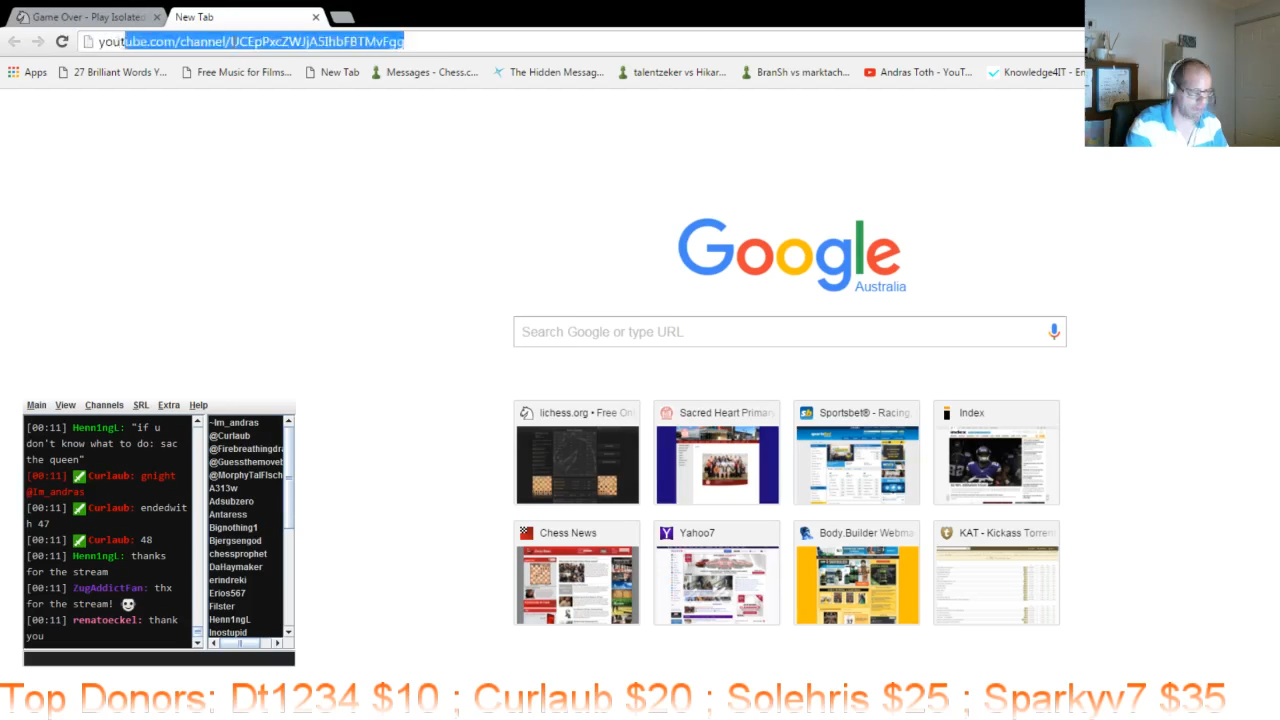 Game Over - Play Isolated
New Tab
youtube.com/channel/UCEpPxcZWJjA5IhbFBTMvFgg
Apps 27 Brilliant Words Y... Free Music for Films... New Tab Messages - Chess.c... The Hidden Messag... talentzeker vs Hikar... BranSh vs marktach... Andras Toth - YouT... Knowledge4IT - En
Google
Australia
Search Google or type URL
lichess.org • Free On
Sacred Heart Primar
Sportsbet® - Racing,
Index
Chess News
Yahoo7
Body.Builder Webma
KAT - Kickass Torren
Main View Channels SRL Extra Help
[00:11] Henn1ngL: "if u
don't know what to do: sac
the queen"
[00:11] Curlaub: gnight
@Im_andras
[00:11] Curlaub: endedwit
h 47
[00:11] Curlaub: 48
[00:11] Henn1ngL: thanks
for the stream
[00:11] ZugAddictFan: thx
for the stream!
[00:11] renatoeckel: thank
you
~Im_andras
@Curlaub
@Firebreathingdra
@Guessthemovet
@MorphyTalFisch
A313w
Adsubzero
Antaress
Bignothing1
Bjergsengod
chessprophet
DaHaymaker
erindreki
Erios567
Filster
Henn1ngL
Inostupid
Top Donors: Dt1234 $10 ; Curlaub $20 ; Solehris $25 ; Sparkyv7 $35